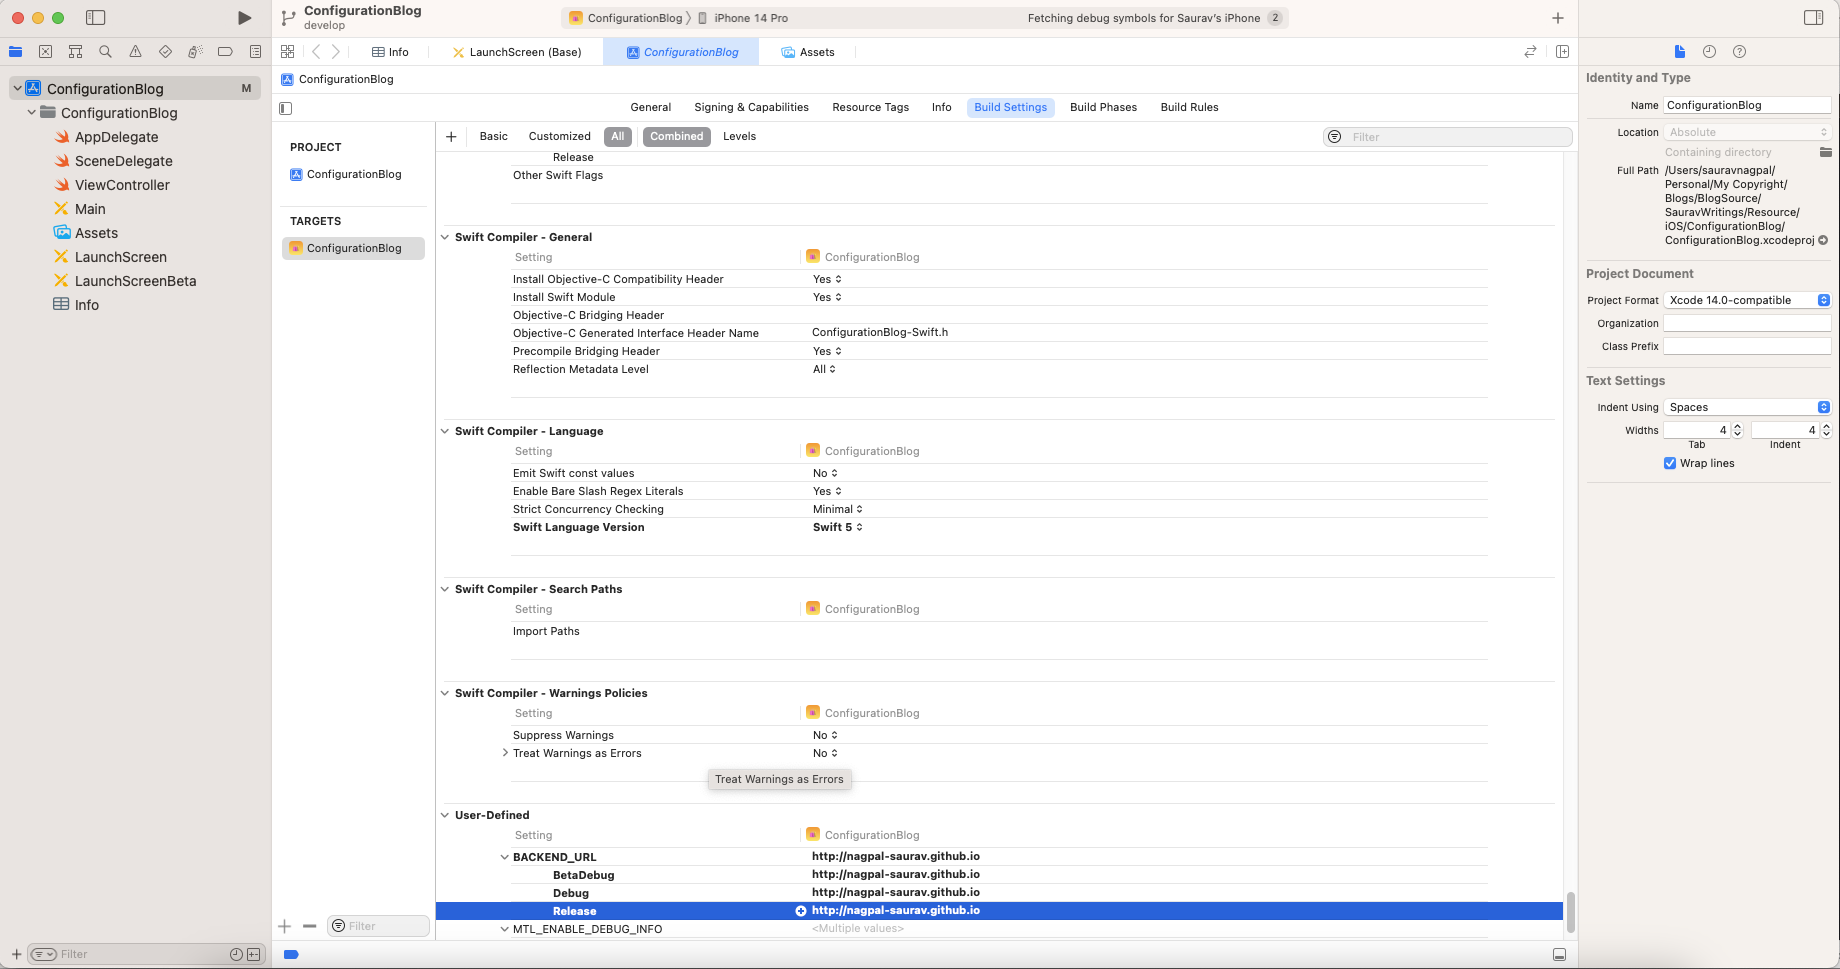 ConfigurationBlog
develop
ConfigurationBlog
iPhone 14 Pro
Fetching debug symbols for Saurav's iPhone
2
Info
LaunchScreen (Base)
ConfigurationBlog
Assets
ConfigurationBlog
ConfigurationBlog M
ConfigurationBlog
AppDelegate
SceneDelegate
ViewController
Main
Assets
LaunchScreen
LaunchScreenBeta
Info
Filter
General
Signing & Capabilities
Resource Tags
Info
Build Settings
Build Phases
Build Rules
PROJECT
ConfigurationBlog
TARGETS
ConfigurationBlog
Filter
Basic
Customized
All
Combined
Levels
Filter
Release
Other Swift Flags
Swift Compiler - General
Setting ConfigurationBlog
Install Objective-C Compatibility Header Yes
Install Swift Module Yes
Objective-C Bridging Header
Objective-C Generated Interface Header Name ConfigurationBlog-Swift.h
Precompile Bridging Header Yes
Reflection Metadata Level All
Swift Compiler - Language
Setting ConfigurationBlog
Emit Swift const values No
Enable Bare Slash Regex Literals Yes
Strict Concurrency Checking Minimal
Swift Language Version Swift 5
Swift Compiler - Search Paths
Setting ConfigurationBlog
Import Paths
Swift Compiler - Warnings Policies
Setting ConfigurationBlog
Suppress Warnings No
Treat Warnings as Errors No
Treat Warnings as Errors
User-Defined
Setting ConfigurationBlog
BACKEND_URL http://nagpal-saurav.github.io
BetaDebug http://nagpal-saurav.github.io
Debug http://nagpal-saurav.github.io
Release http://nagpal-saurav.github.io
MTL_ENABLE_DEBUG_INFO <Multiple values>
Identity and Type
Name ConfigurationBlog
Location Absolute
Containing directory
Full Path /Users/sauravnagpal/
Personal/My Copyright/
Blogs/BlogSource/
SauravWritings/Resource/
iOS/ConfigurationBlog/
ConfigurationBlog.xcodeproj
Project Document
Project Format Xcode 14.0-compatible
Organization
Class Prefix
Text Settings
Indent Using Spaces
Widths 4 4
Tab Indent
Wrap lines